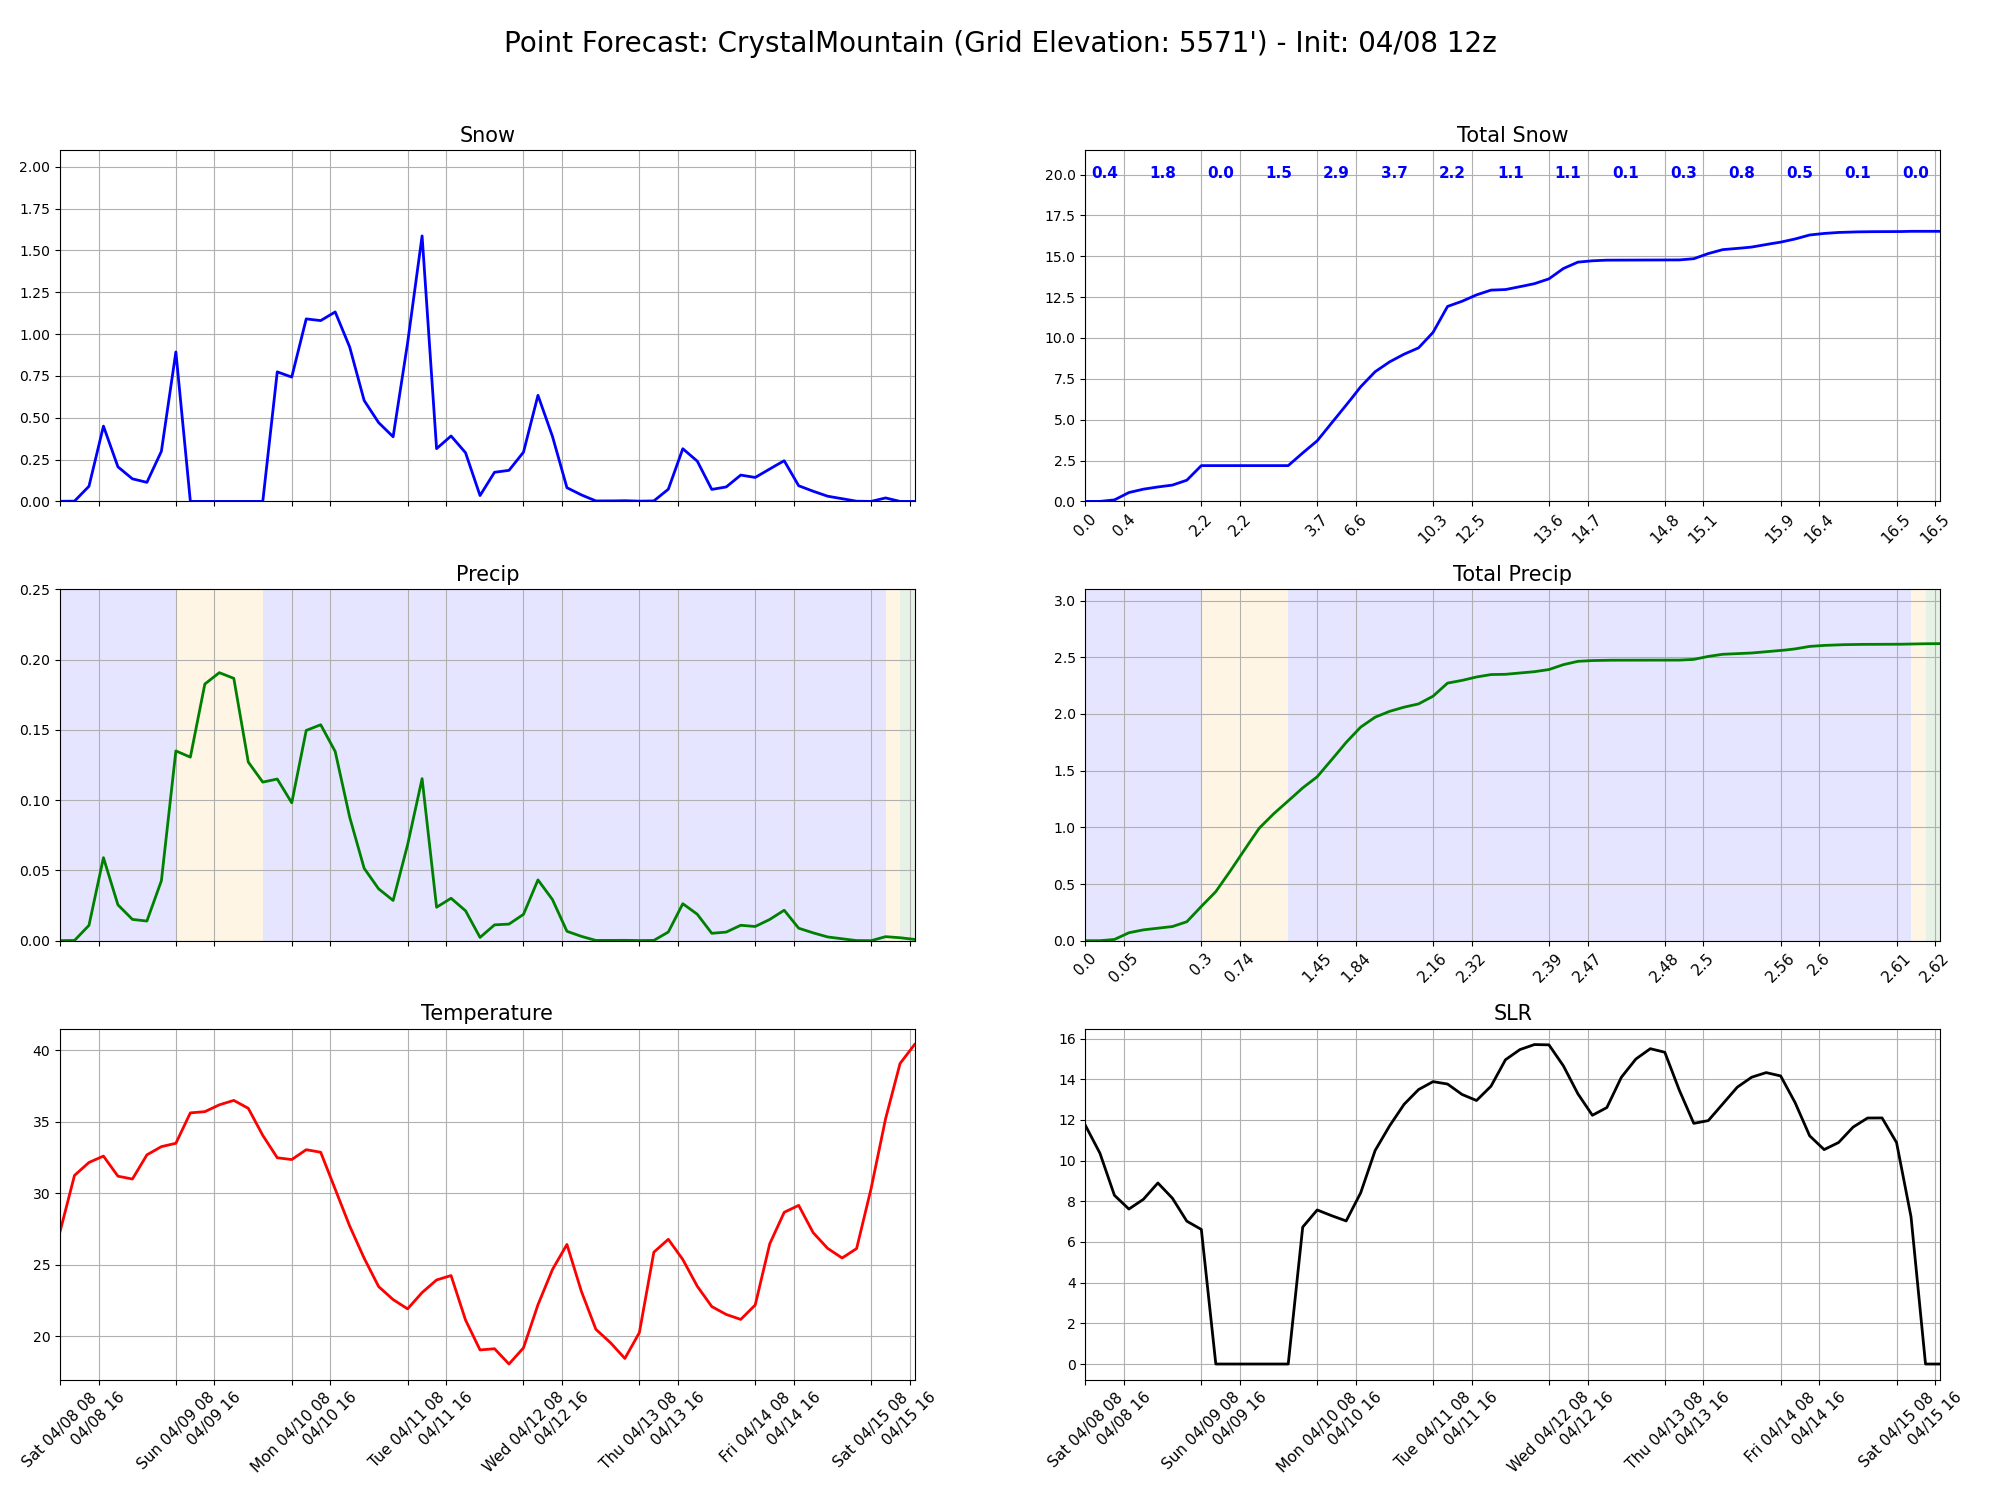 Point Forecast: CrystalMountain (Grid Elevation: 5571') - Init: 04/08 12z
Snow
2.00
1.75
1.50
1.25
1.00
0.75
0.50
0.25
0.00
Total Snow
0.4 1.8 0.0 1.5 2.9 3.7 2.2 1.1 1.1 0.1 0.3 0.8 0.5 0.1 0.0
20.0
17.5
15.0
12.5
10.0
7.5
5.0
2.5
0.0
0.0 0.4 2.2 2.2 3.7 6.6 10.3 12.5 13.6 14.7 14.8 15.1 15.9 16.4 16.5 16.5
Precip
0.25
0.20
0.15
0.10
0.05
0.00
Total Precip
3.0
2.5
2.0
1.5
1.0
0.5
0.0
0.0 0.05 0.3 0.74 1.45 1.84 2.16 2.32 2.39 2.47 2.48 2.5 2.56 2.6 2.61 2.62
Temperature
40
35
30
25
20
Sat 04/08 08
04/08 16
Sun 04/09 08
04/09 16
Mon 04/10 08
04/10 16
Tue 04/11 08
04/11 16
Wed 04/12 08
04/12 16
Thu 04/13 08
04/13 16
Fri 04/14 08
04/14 16
Sat 04/15 08
04/15 16
SLR
16
14
12
10
8
6
4
2
0
Sat 04/08 08
04/08 16
Sun 04/09 08
04/09 16
Mon 04/10 08
04/10 16
Tue 04/11 08
04/11 16
Wed 04/12 08
04/12 16
Thu 04/13 08
04/13 16
Fri 04/14 08
04/14 16
Sat 04/15 08
04/15 16